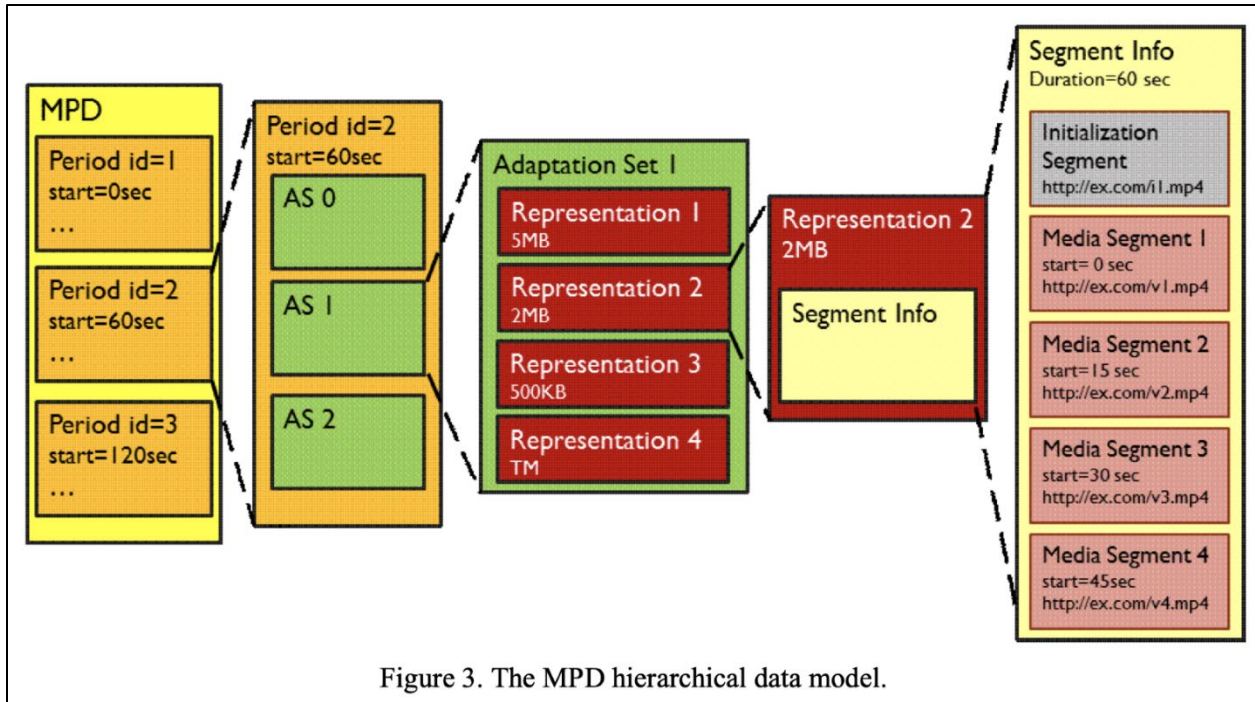 MPD
Period id=1
start=0sec
...
Period id=2
start=60sec
...
Period id=3
start=120sec
...
Period id=2
start=60sec
AS 0
AS 1
AS 2
Adaptation Set 1
Representation 1
5MB
Representation 2
2MB
Representation 3
500KB
Representation 4
TM
Representation 2
2MB
Segment Info
Segment Info
Duration=60 sec
Initialization
Segment
http://ex.com/i1.mp4
Media Segment 1
start= 0 sec
http://ex.com/v1.mp4
Media Segment 2
start=15 sec
http://ex.com/v2.mp4
Media Segment 3
start=30 sec
http://ex.com/v3.mp4
Media Segment 4
start=45sec
http://ex.com/v4.mp4
Figure 3. The MPD hierarchical data model.